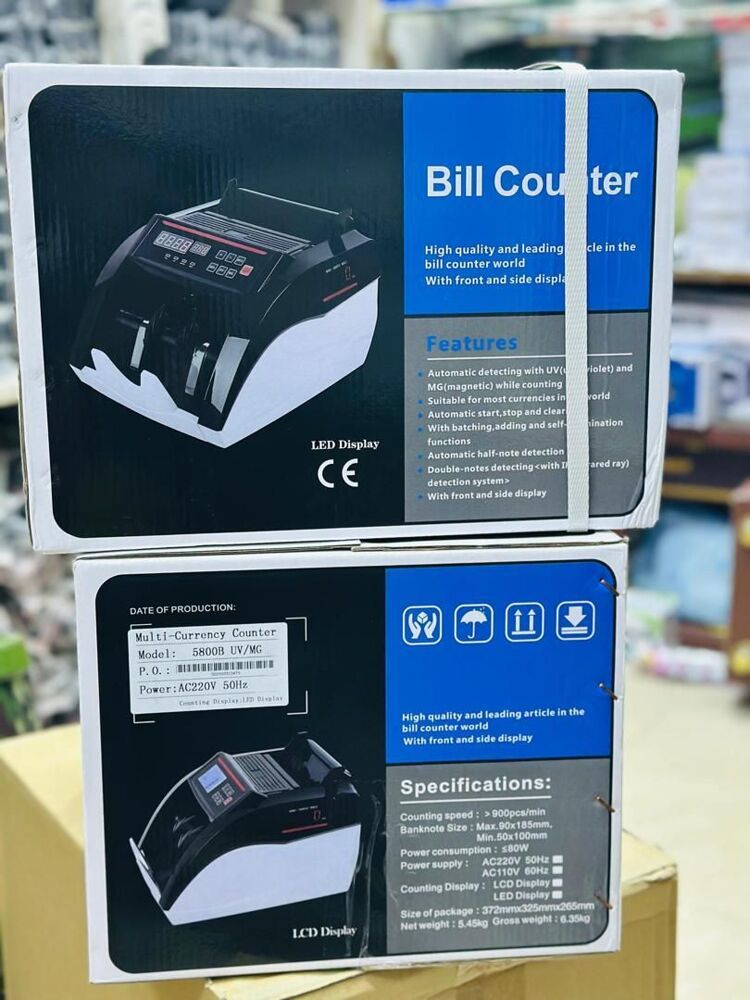 Bill Cou ter
High quality and leading cle in the
bill counter world
With front and side displa
Features
Automatic detecting with UV(u violet) and
MG(magnetic) while counting
Suitable for most currencies in world
Automatic start,stop and clear
With batching,adding and self- mination
functions
Automatic half-note detection
Double-notes detecting<with I ared ray)
detection system>
With front and side display
LED Display
CE
DATE OF PRODUCTION:
Multi-Currency Counter
Model: 5800B UV/MG
P.O.:
Power:AC220V 50Hz
Counting Display:LED Display
High quality and leading article in the
bill counter world
With front and side display
Specifications:
Counting speed : >900pcs/min
Banknote Size : Max.90x185mm,
Min.50x100mm
Power consumption : ≤80W
Power supply : AC220V 50Hz
AC110V 60Hz
Counting Display : LCD Display
LED Display
Size of package : 372mmx325mmx265mm
Net weight : 5.45kg Gross weight : 6.35kg
LCD Display